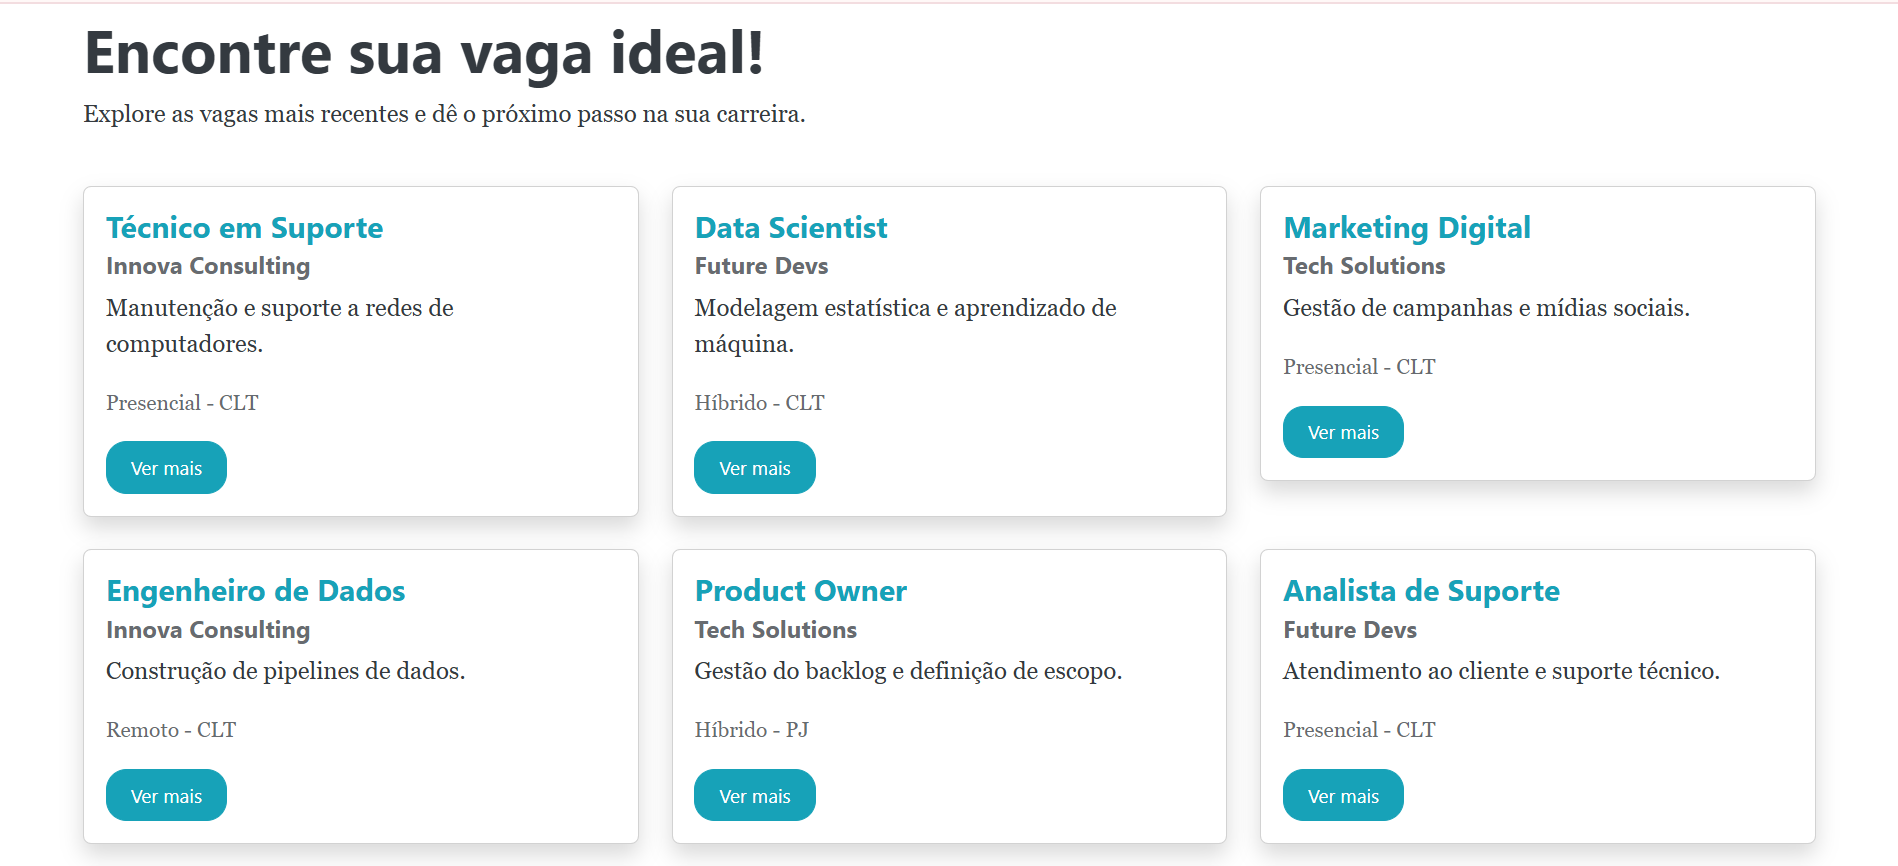 Encontre sua vaga ideal!
Explore as vagas mais recentes e dê o próximo passo na sua carreira.
Técnico em Suporte
Innova Consulting
Manutenção e suporte a redes de
computadores.
Presencial - CLT
Ver mais
Data Scientist
Future Devs
Modelagem estatística e aprendizado de
máquina.
Híbrido - CLT
Ver mais
Marketing Digital
Tech Solutions
Gestão de campanhas e mídias sociais.
Presencial - CLT
Ver mais
Engenheiro de Dados
Innova Consulting
Construção de pipelines de dados.
Remoto - CLT
Ver mais
Product Owner
Tech Solutions
Gestão do backlog e definição de escopo.
Híbrido - PJ
Ver mais
Analista de Suporte
Future Devs
Atendimento ao cliente e suporte técnico.
Presencial - CLT
Ver mais